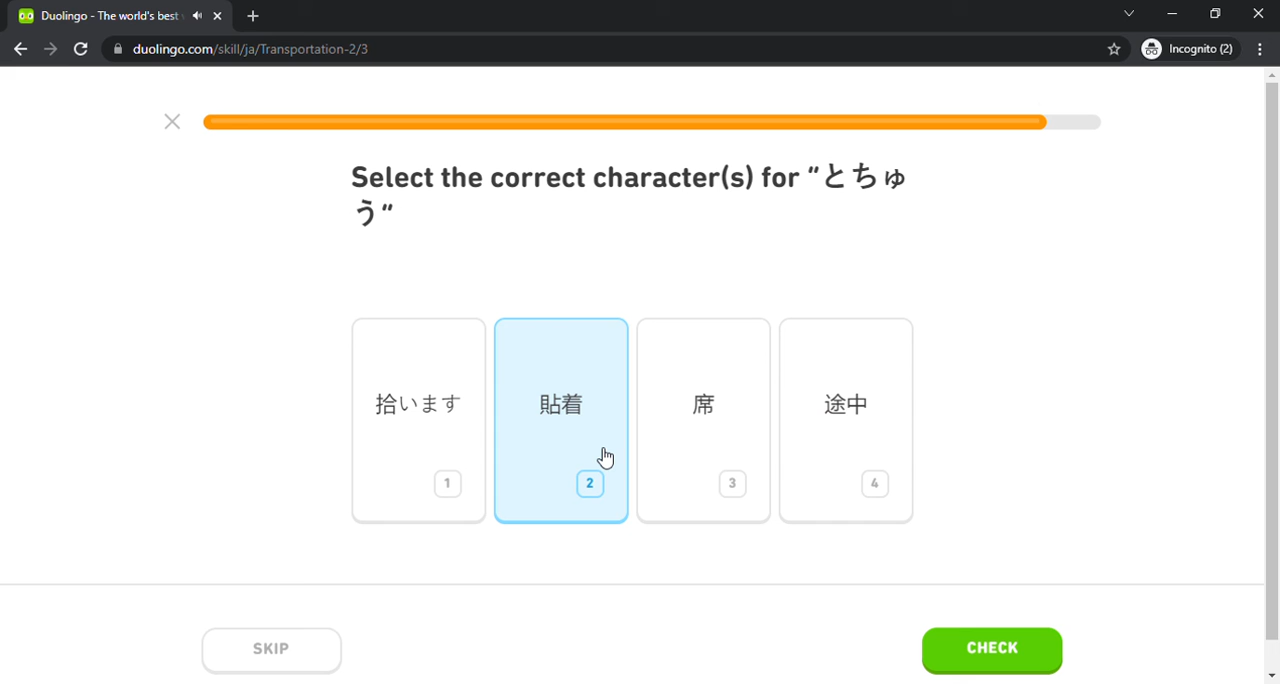 Duolingo - The world's best
duolingo.com/skill/ja/Transportation-2/3
Incognito (2)
Select the correct character(s) for "とちゅ
う"
拾います
貼着
席
途中
1
2
3
4
SKIP
CHECK